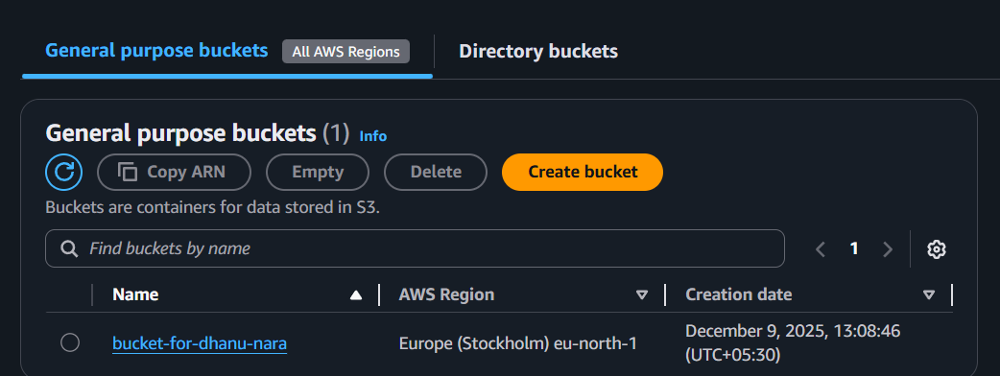 General purpose buckets All AWS Regions Directory buckets
General purpose buckets (1) Info
Copy ARN Empty Delete Create bucket
Buckets are containers for data stored in S3.
Find buckets by name 1
Name AWS Region Creation date
bucket-for-dhanu-nara Europe (Stockholm) eu-north-1 December 9, 2025, 13:08:46
(UTC+05:30)